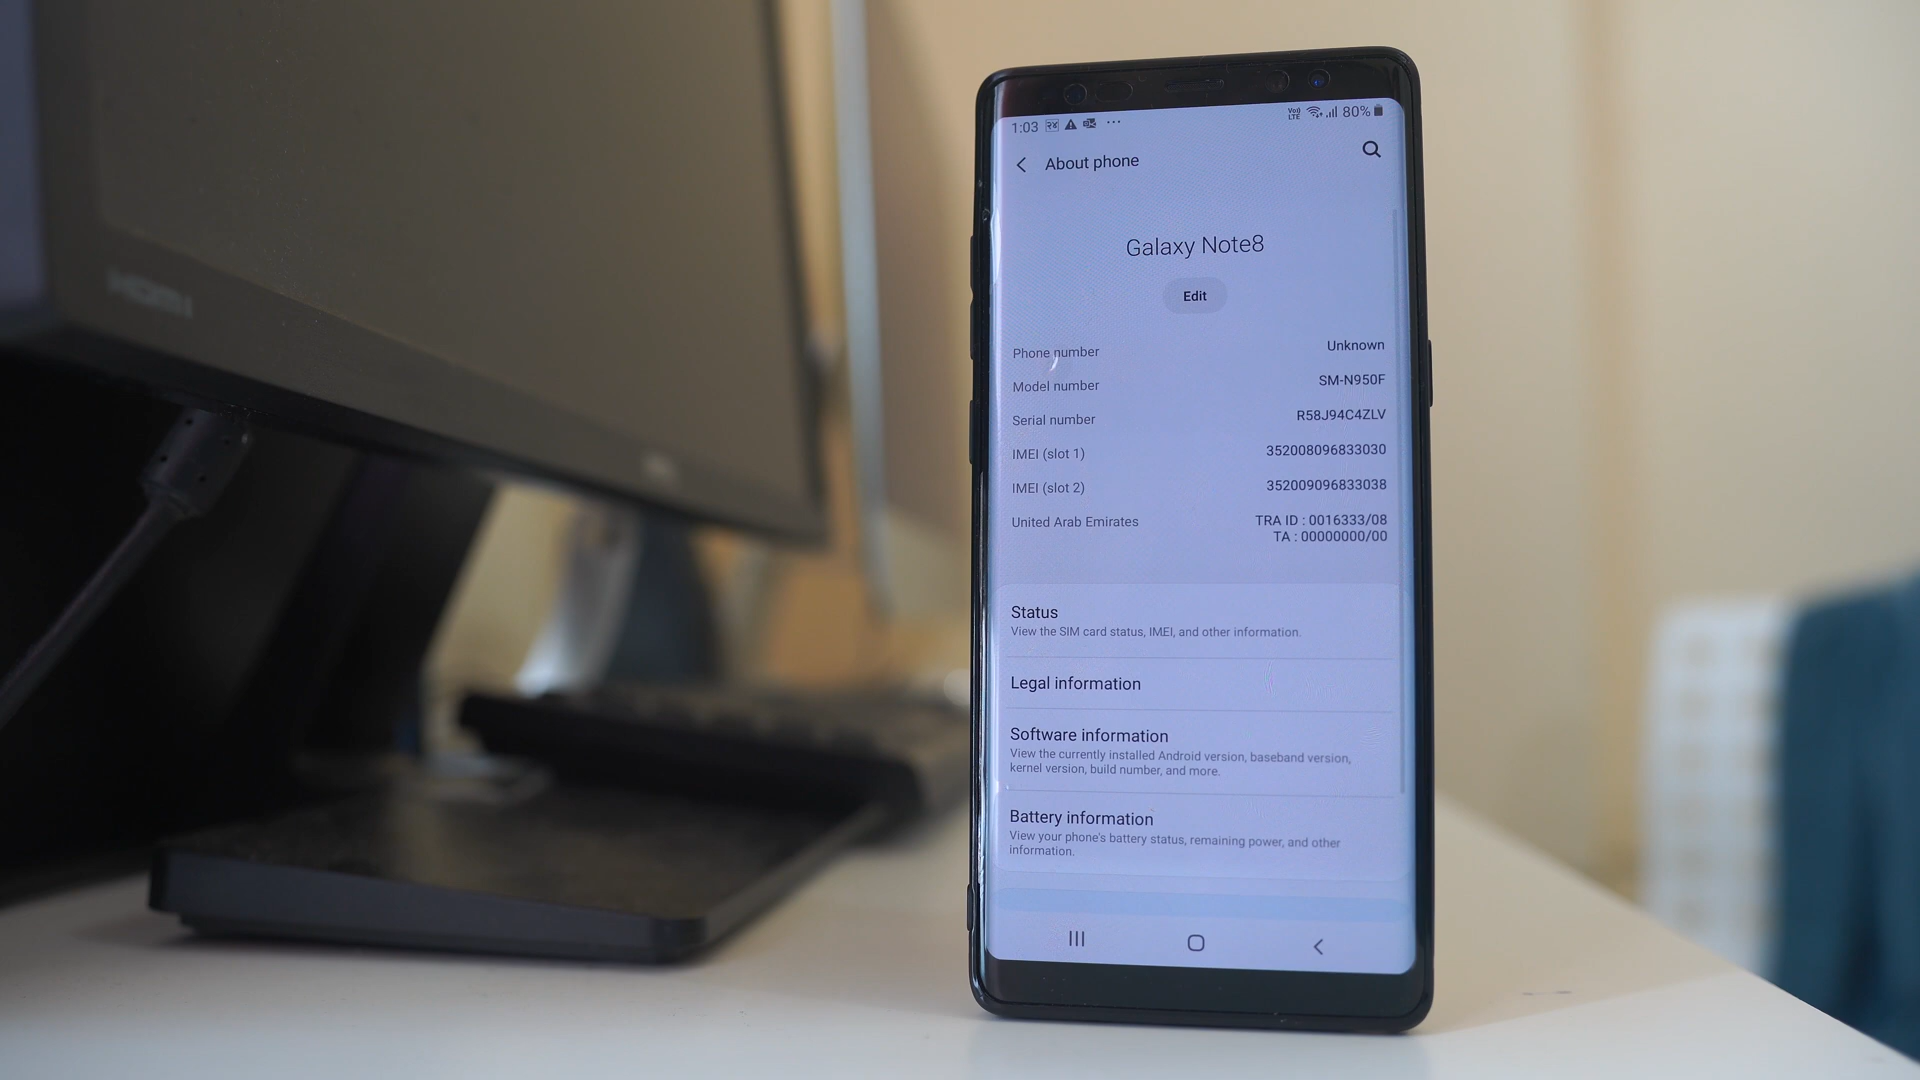 HDMI
1:03 ... VoLTE 80%
About phone
Galaxy Note8
Edit
Phone number Unknown
Model number SM-N950F
Serial number R58J94C4ZLV
IMEI (slot 1) 352008096833030
IMEI (slot 2) 352009096833038
United Arab Emirates TRA ID : 0016333/08
TA : 00000000/00
Status
View the SIM card status, IMEI, and other information.
Legal information
Software information
View the currently installed Android version, baseband version,
kernel version, build number, and more.
Battery information
View your phone's battery status, remaining power, and other
information.